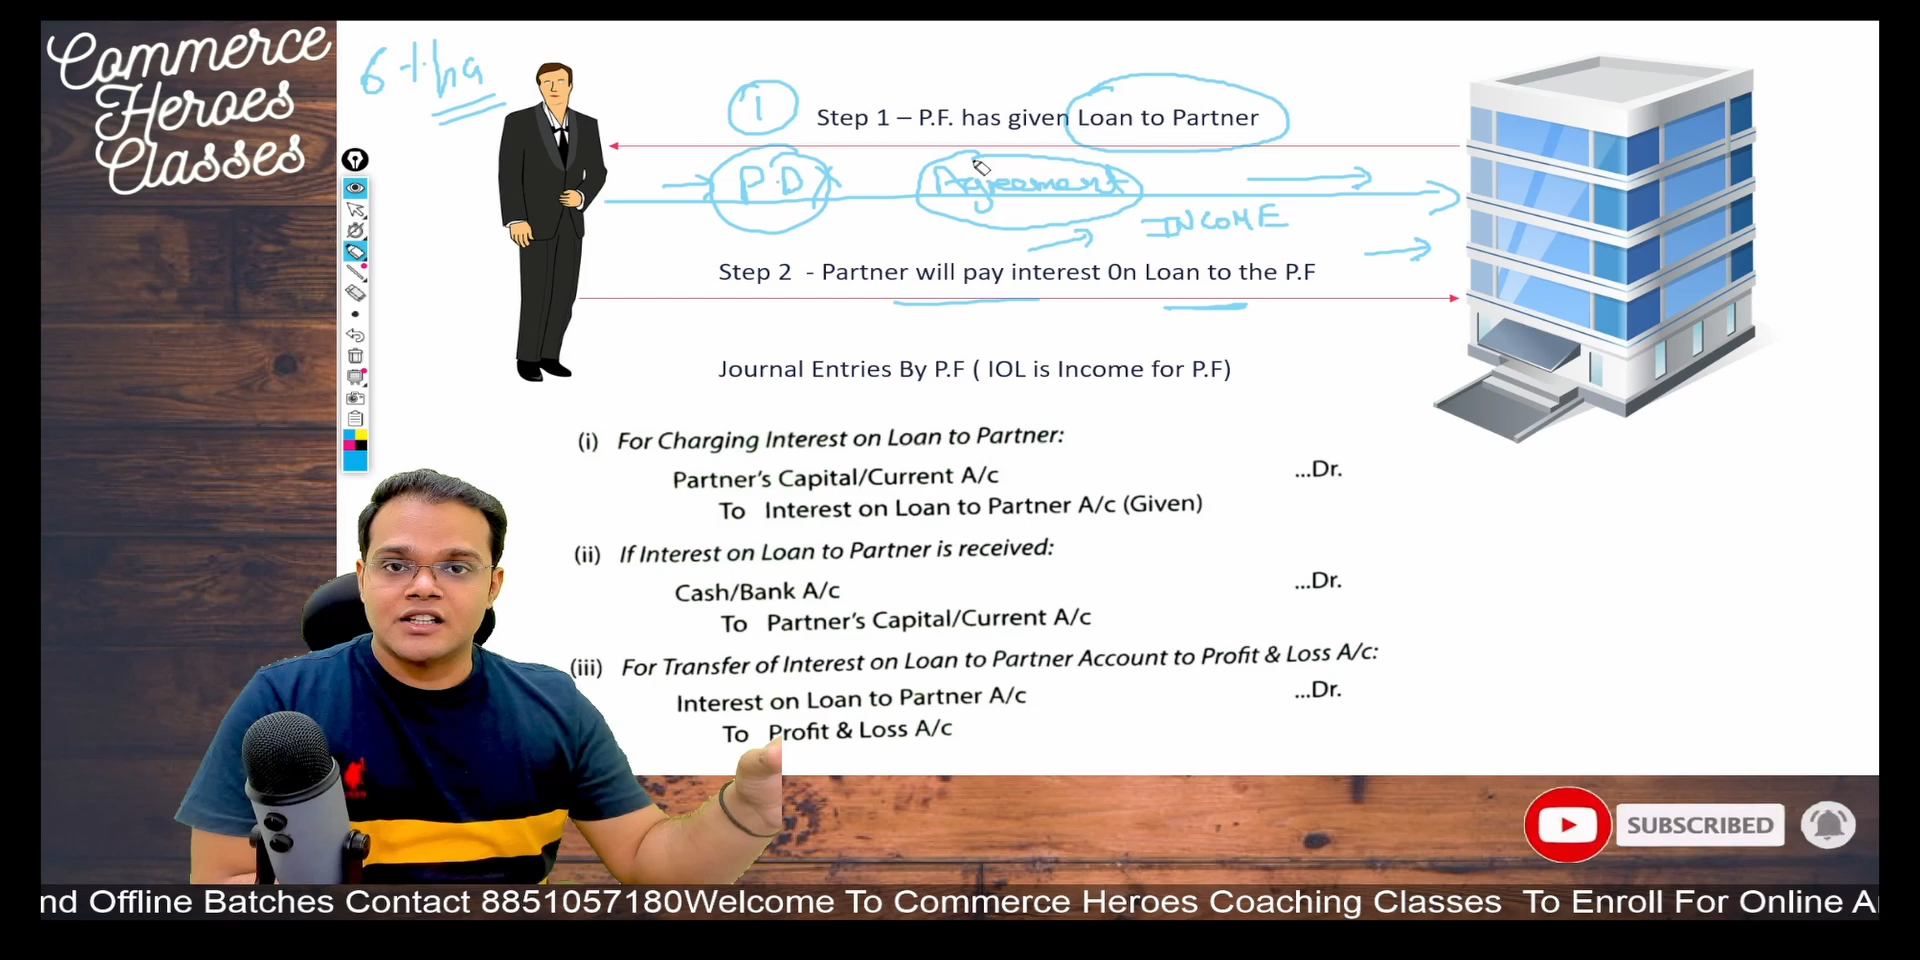 Commerce
Heroes
Classes
6 tha
1
Step 1 – P.F. has given Loan to Partner
P.D
Agreement
INCOME
Step 2 - Partner will pay interest 0n Loan to the P.F
Journal Entries By P.F ( IOL is Income for P.F)
(i) For Charging Interest on Loan to Partner:
Partner's Capital/Current A/c ...Dr.
To Interest on Loan to Partner A/c (Given)
(ii) If Interest on Loan to Partner is received:
Cash/Bank A/c ...Dr.
To Partner's Capital/Current A/c
(iii) For Transfer of Interest on Loan to Partner Account to Profit & Loss A/c:
Interest on Loan to Partner A/c ...Dr.
To Profit & Loss A/c
SUBSCRIBED
nd Offline Batches Contact 8851057180Welcome To Commerce Heroes Coaching Classes To Enroll For Online A